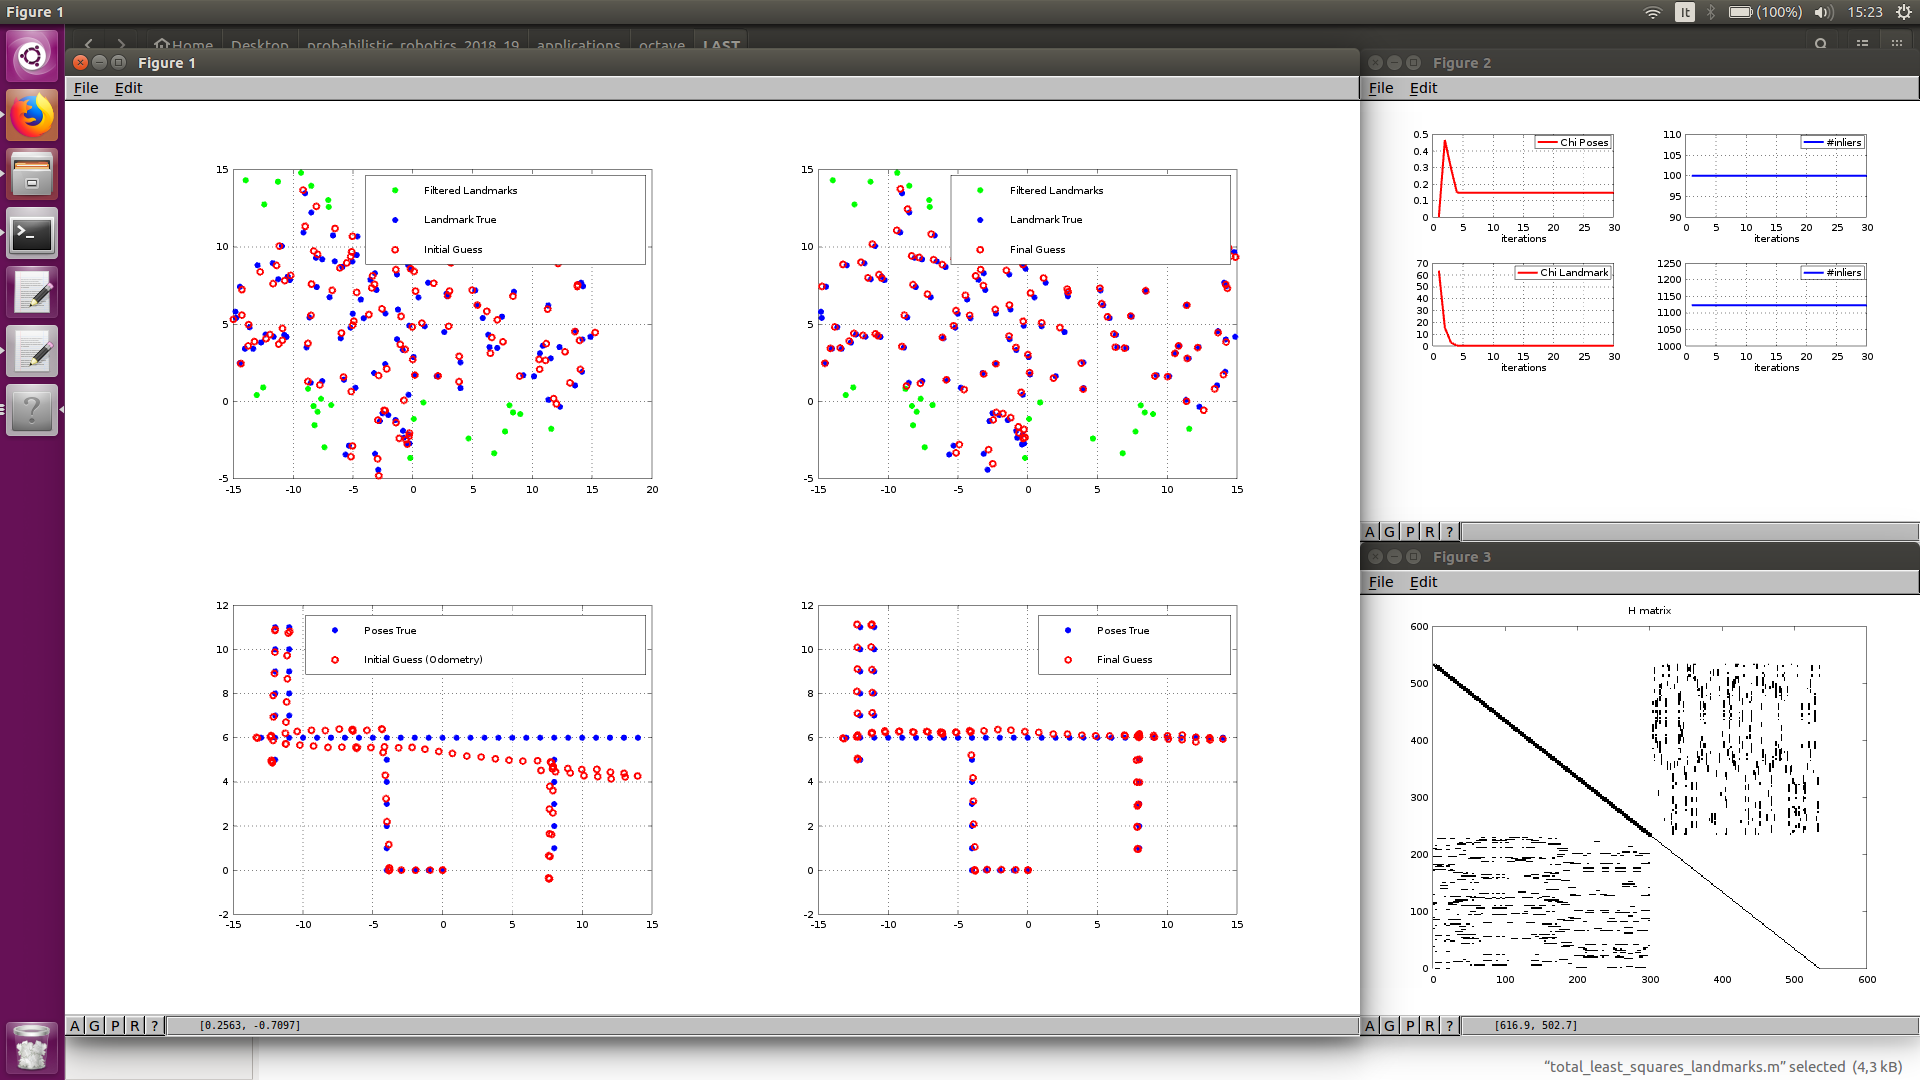 Figure 1
It
(100%)
15:23
Home
Desktop
probabilistic_robotics_2018_19
applications
octave
LAST
Figure 1
File Edit
15
10
5
0
-5
-15 -10 -5 0 5 10 15 20
Filtered Landmarks
Landmark True
Initial Guess
15
10
5
0
-5
-15 -10 -5 0 5 10 15
Filtered Landmarks
Landmark True
Final Guess
12
10
8
6
4
2
0
-2
-15 -10 -5 0 5 10 15
Poses True
Initial Guess (Odometry)
12
10
8
6
4
2
0
-2
-15 -10 -5 0 5 10 15
Poses True
Final Guess
A G P R ? [0.2563, -0.7097]
Figure 2
File Edit
0.5
0.4
0.3
0.2
0.1
0
0 5 10 15 20 25 30
iterations
Chi Poses
110
105
100
95
90
0 5 10 15 20 25 30
iterations
#inliers
70
60
50
40
30
20
10
0
0 5 10 15 20 25 30
iterations
Chi Landmark
1250
1200
1150
1100
1050
1000
0 5 10 15 20 25 30
iterations
#inliers
A G P R ?
Figure 3
File Edit
H matrix
600
500
400
300
200
100
0
0 100 200 300 400 500 600
A G P R ? [616.9, 502.7]
“total_least_squares_landmarks.m” selected (4,3 kB)